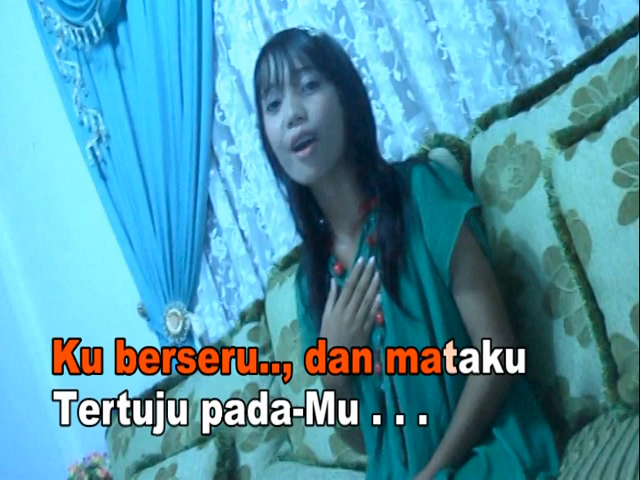 Ku berseru.., dan mataku
Tertuju pada-Mu . . .